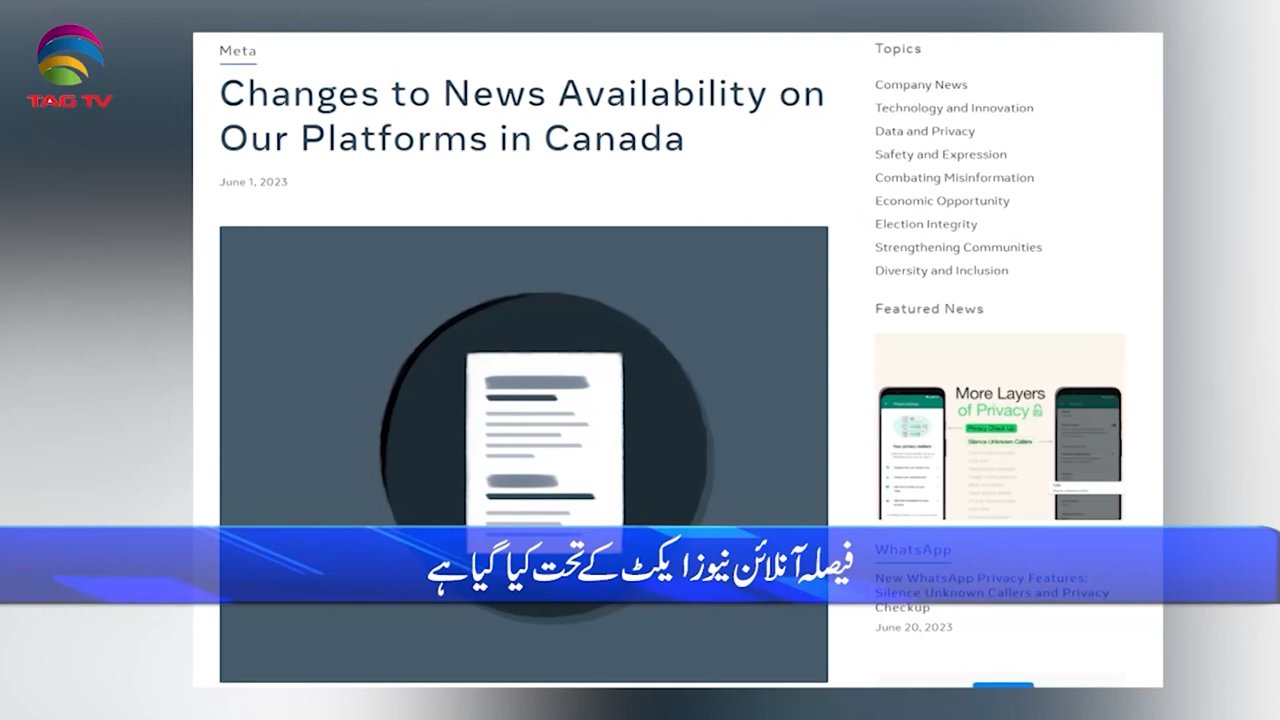 TAG TV
Meta
Changes to News Availability on
Our Platforms in Canada
June 1, 2023
Topics
Company News
Technology and Innovation
Data and Privacy
Safety and Expression
Combating Misinformation
Economic Opportunity
Election Integrity
Strengthening Communities
Diversity and Inclusion
Featured News
More Layers
of Privacy
Privacy Check Up
Silence Unknown Callers
فیصلہ آنلائن نیوز ایکٹ کے تحت کیا گیا ہے
WhatsApp
New WhatsApp Privacy Features:
Silence Unknown Callers and Privacy
Checkup
June 20, 2023